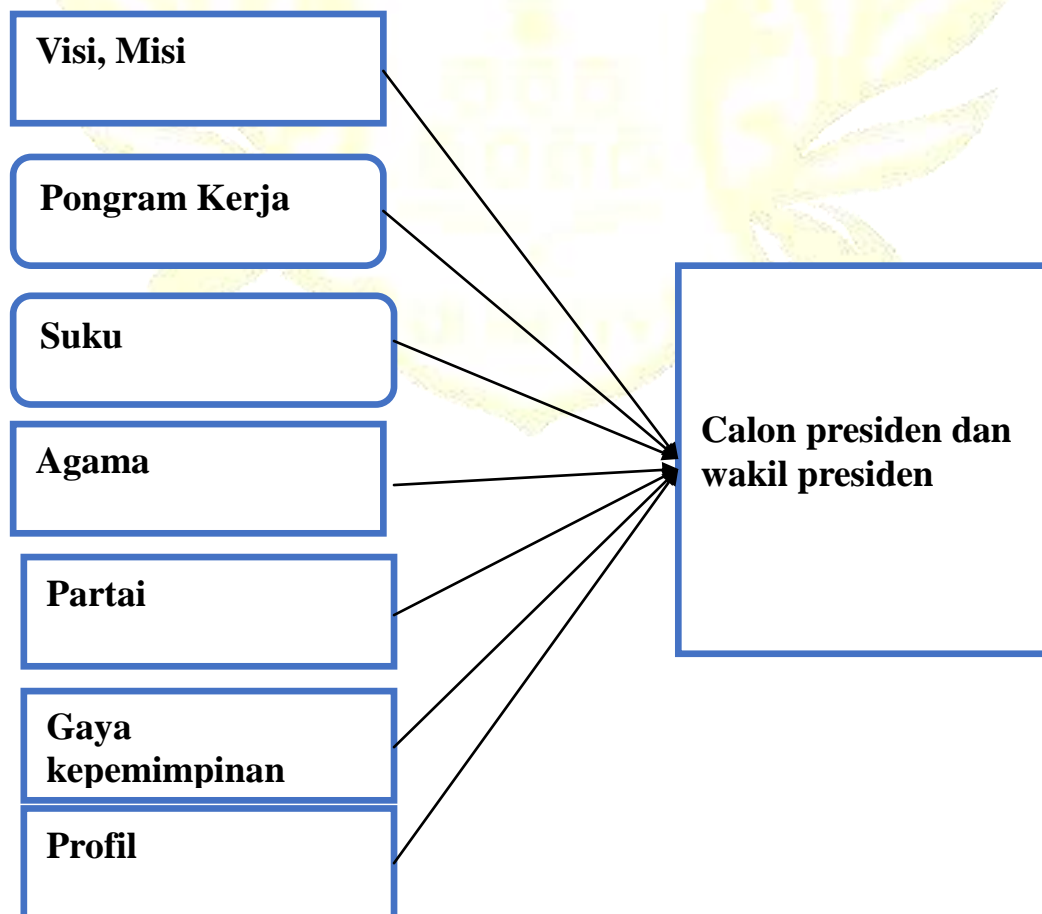 Visi, Misi
Pongram Kerja
Suku
Agama
Partai
Gaya
kepemimpinan
Profil
Calon presiden dan
wakil presiden